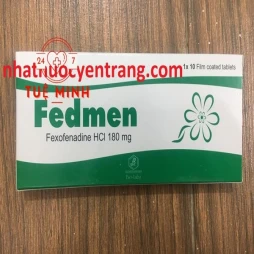 24 7
1x 10 Film coated tablets
nhathuocyentrang.com
TUỆ MINH
Fedmen
Fexofenadine HCl 180 mg